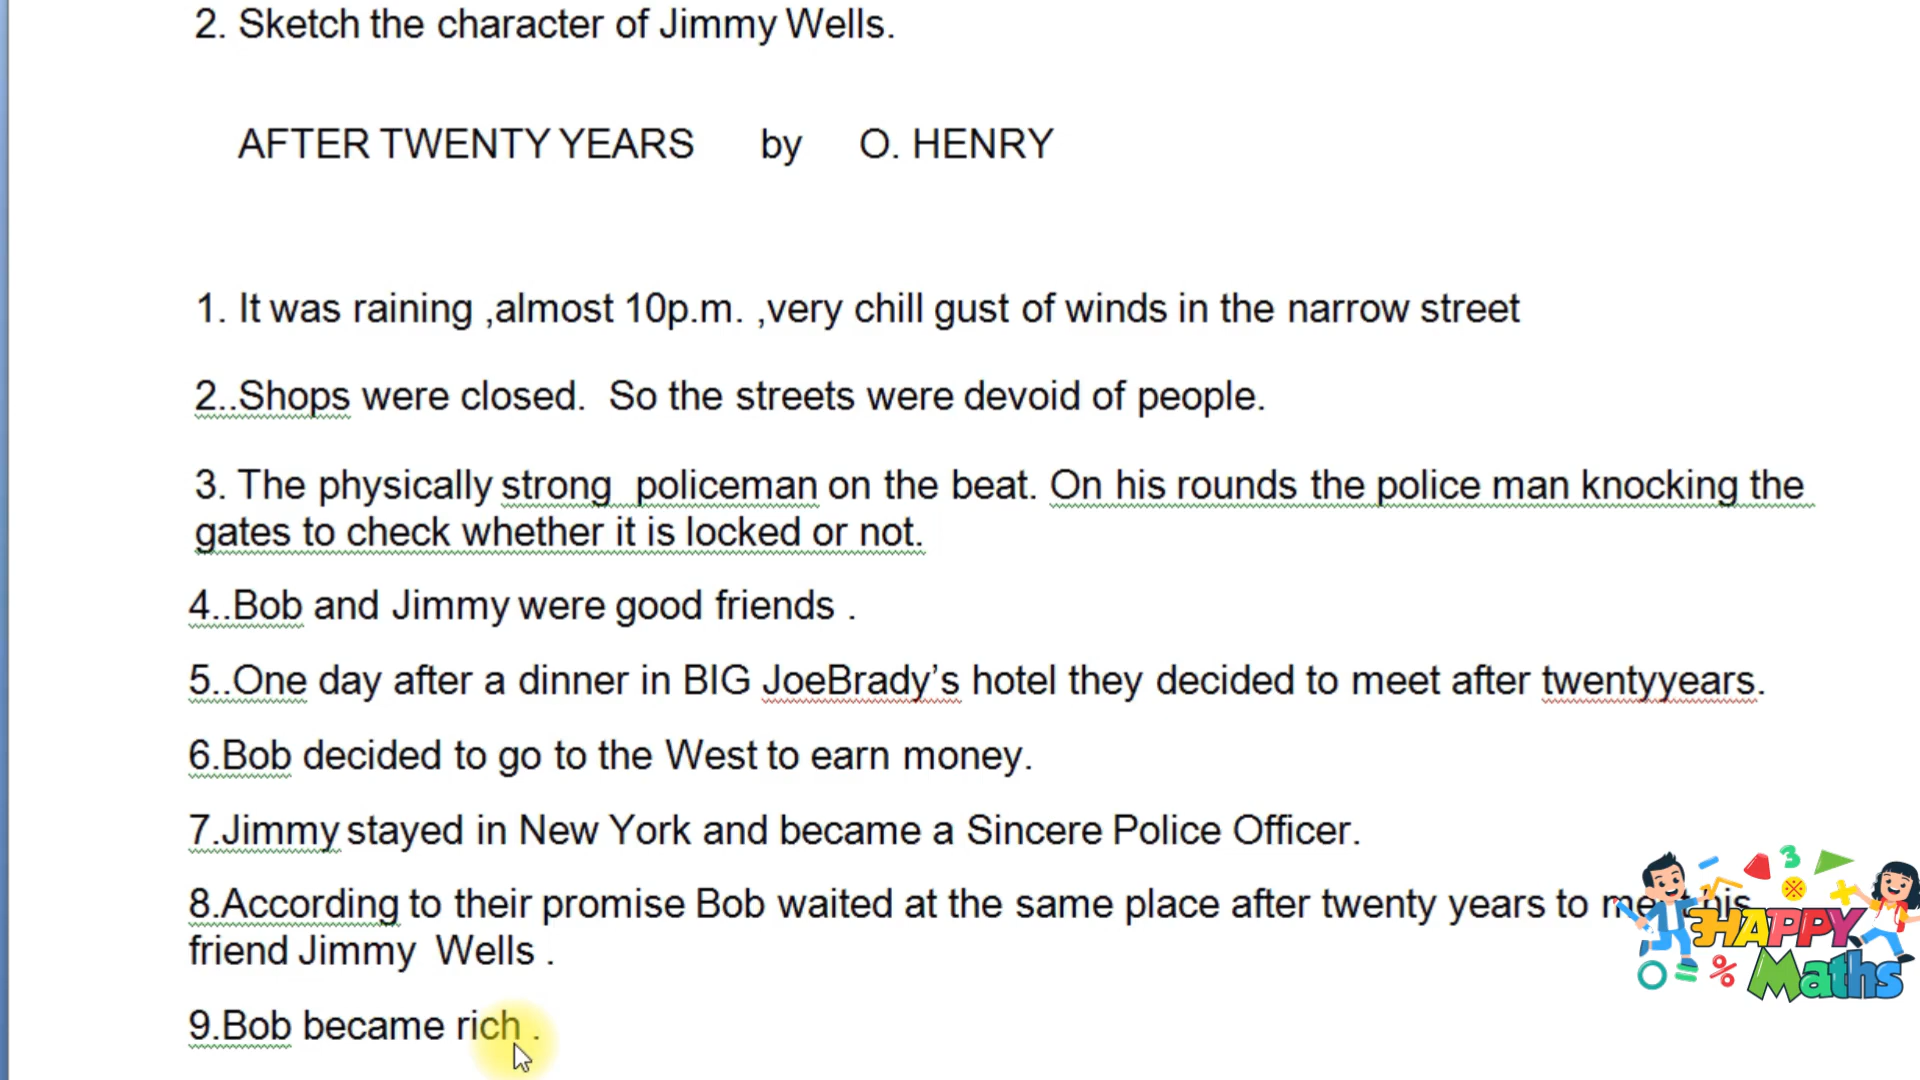 2. Sketch the character of Jimmy Wells.
AFTER TWENTY YEARS by O. HENRY
1. It was raining ,almost 10p.m. ,very chill gust of winds in the narrow street
2..Shops were closed. So the streets were devoid of people.
3. The physically strong policeman on the beat. On his rounds the police man knocking the
gates to check whether it is locked or not.
4..Bob and Jimmy were good friends .
5..One day after a dinner in BIG JoeBrady’s hotel they decided to meet after twentyyears.
6.Bob decided to go to the West to earn money.
7.Jimmy stayed in New York and became a Sincere Police Officer.
8.According to their promise Bob waited at the same place after twenty years to his
friend Jimmy Wells .
9.Bob became rich .
3
HAPPY
Maths